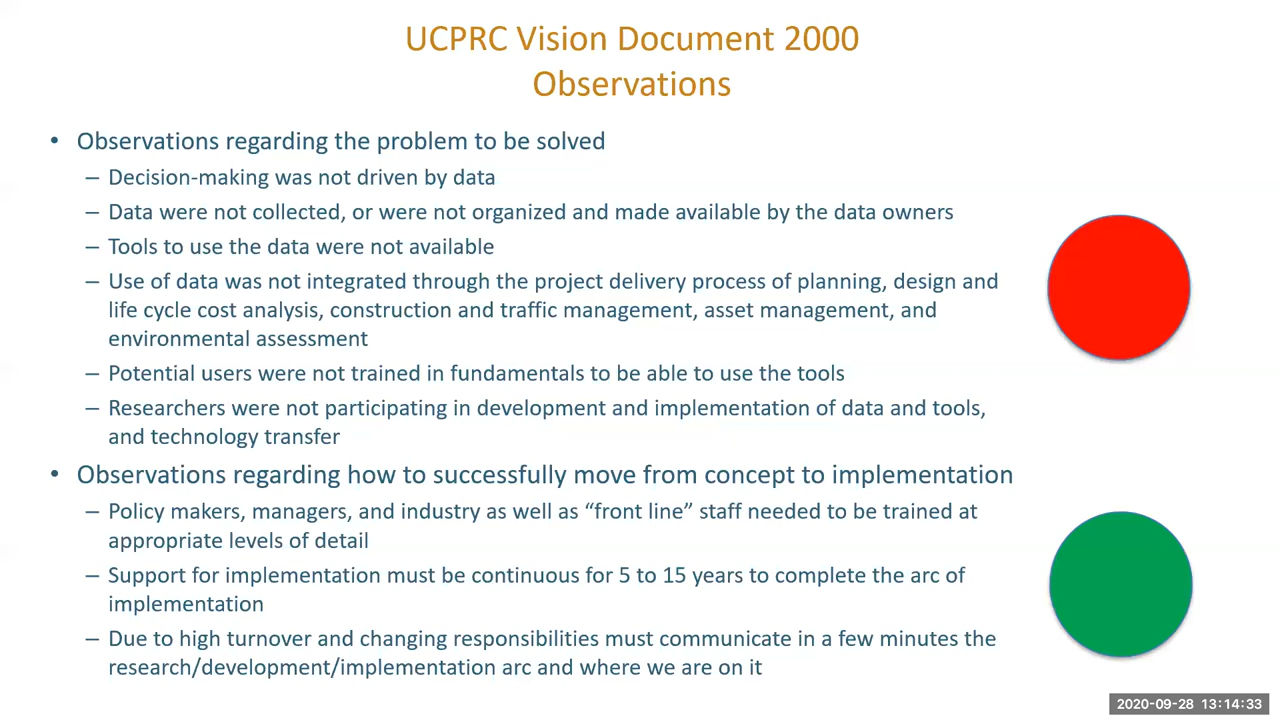 UCPRC Vision Document 2000
Observations
• Observations regarding the problem to be solved
– Decision-making was not driven by data
– Data were not collected, or were not organized and made available by the data owners
– Tools to use the data were not available
– Use of data was not integrated through the project delivery process of planning, design and
life cycle cost analysis, construction and traffic management, asset management, and
environmental assessment
– Potential users were not trained in fundamentals to be able to use the tools
– Researchers were not participating in development and implementation of data and tools,
and technology transfer
• Observations regarding how to successfully move from concept to implementation
– Policy makers, managers, and industry as well as “front line” staff needed to be trained at
appropriate levels of detail
– Support for implementation must be continuous for 5 to 15 years to complete the arc of
implementation
– Due to high turnover and changing responsibilities must communicate in a few minutes the
research/development/implementation arc and where we are on it
2020-09-28 13:14:33